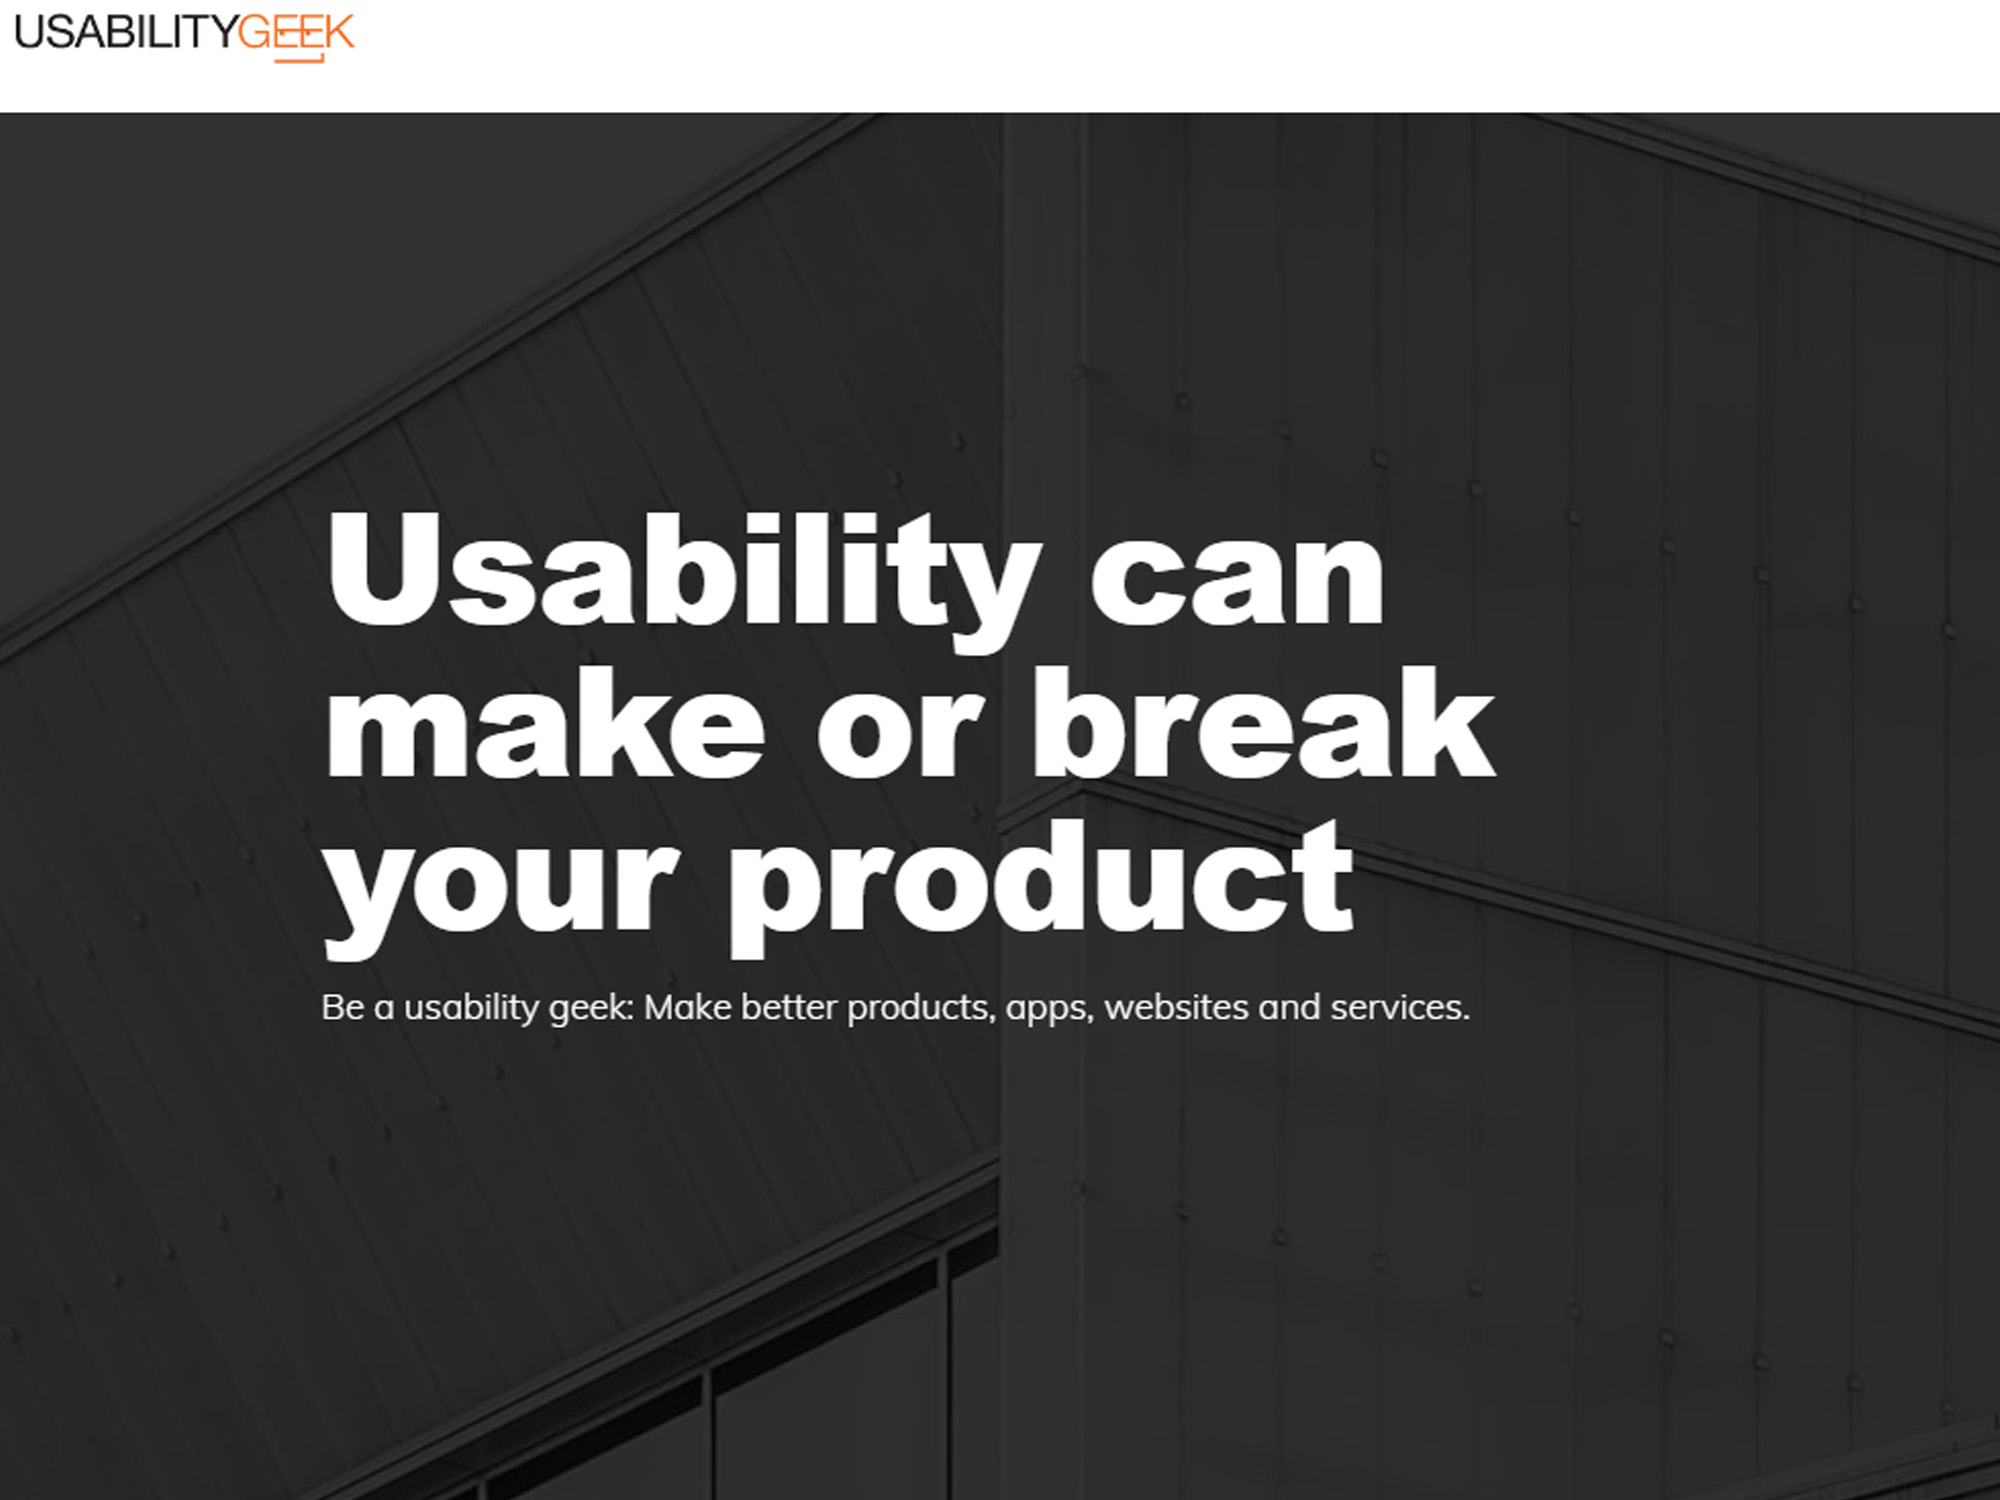 USABILITYGEEK
Usability can
make or break
your product
Be a usability geek: Make better products, apps, websites and services.